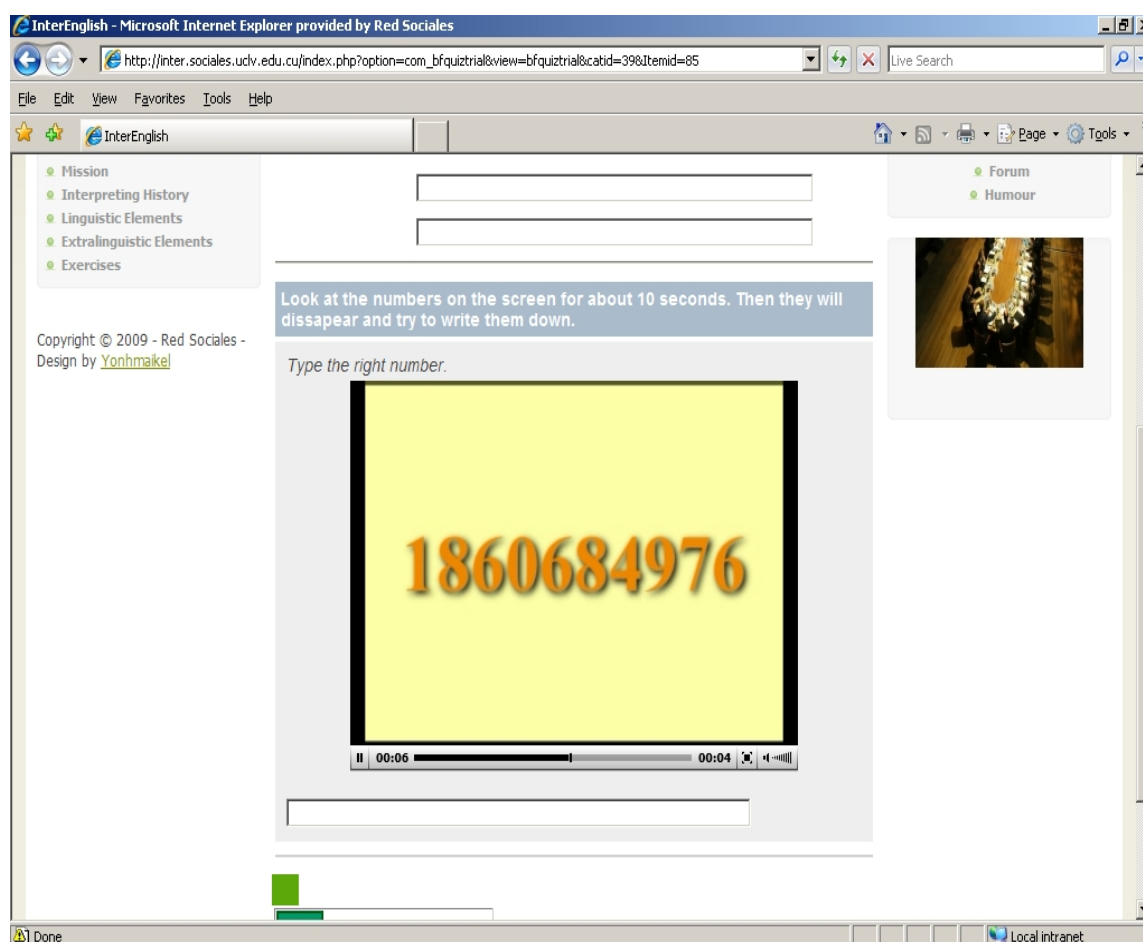 InterEnglish - Microsoft Internet Explorer provided by Red Sociales
http://inter.sociales.uclv.edu.cu/index.php?option=com_bfquiztrial&view=bfquiztrial&catid=39&Itemid=85
Live Search
File Edit View Favorites Tools Help
InterEnglish
Page Tools
Mission
Interpreting History
Linguistic Elements
Extralinguistic Elements
Exercises
Copyright © 2009 - Red Sociales -
Design by Yonhmaikel
Look at the numbers on the screen for about 10 seconds. Then they will
dissapear and try to write them down.
Type the right number.
1860684976
00:06 00:04
Forum
Humour
Done
Local intranet